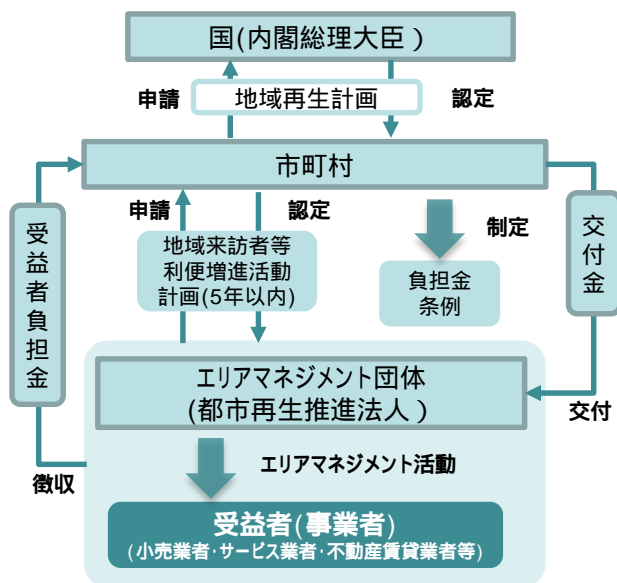 国(内閣総理大臣)
申請
地域再生計画
認定
市町村
申請
認定
制定
受益者負担金
地域来訪者等
利便増進活動
計画(5年以内)
負担金
条例
交付金
エリアマネジメント団体
(都市再生推進法人)
交付
エリアマネジメント活動
徴収
受益者(事業者)
(小売業者･サービス業者･不動産賃貸業者等)